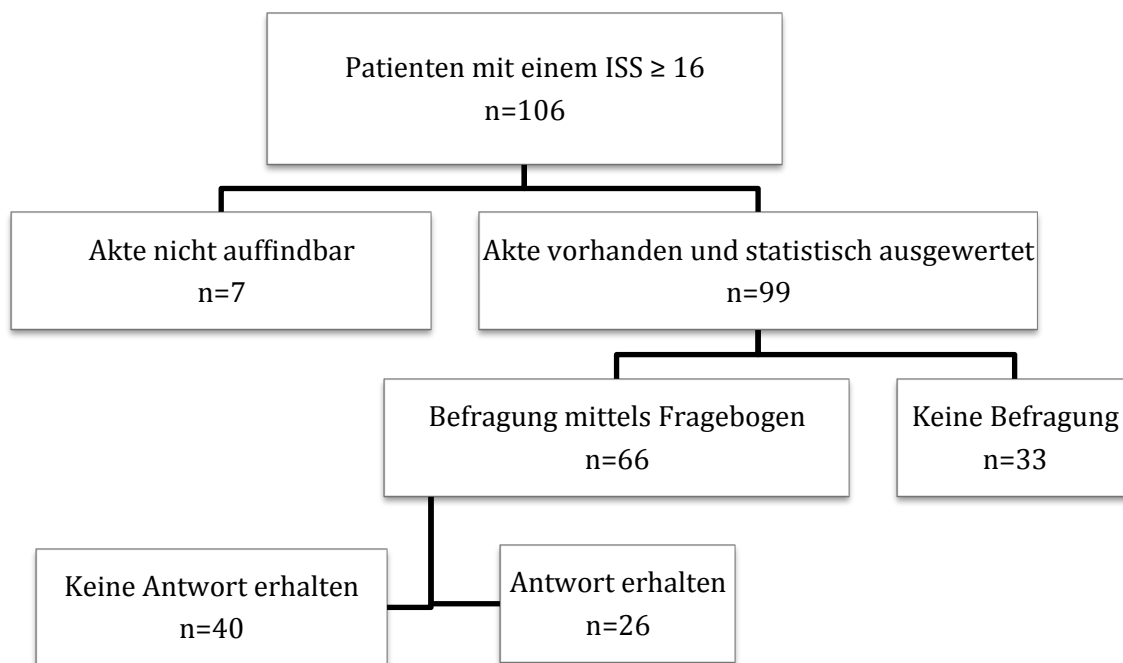 Patienten mit einem ISS ≥ 16
n=106
Akte nicht auffindbar
n=7
Akte vorhanden und statistisch ausgewertet
n=99
Befragung mittels Fragebogen
n=66
Keine Befragung
n=33
Keine Antwort erhalten
n=40
Antwort erhalten
n=26